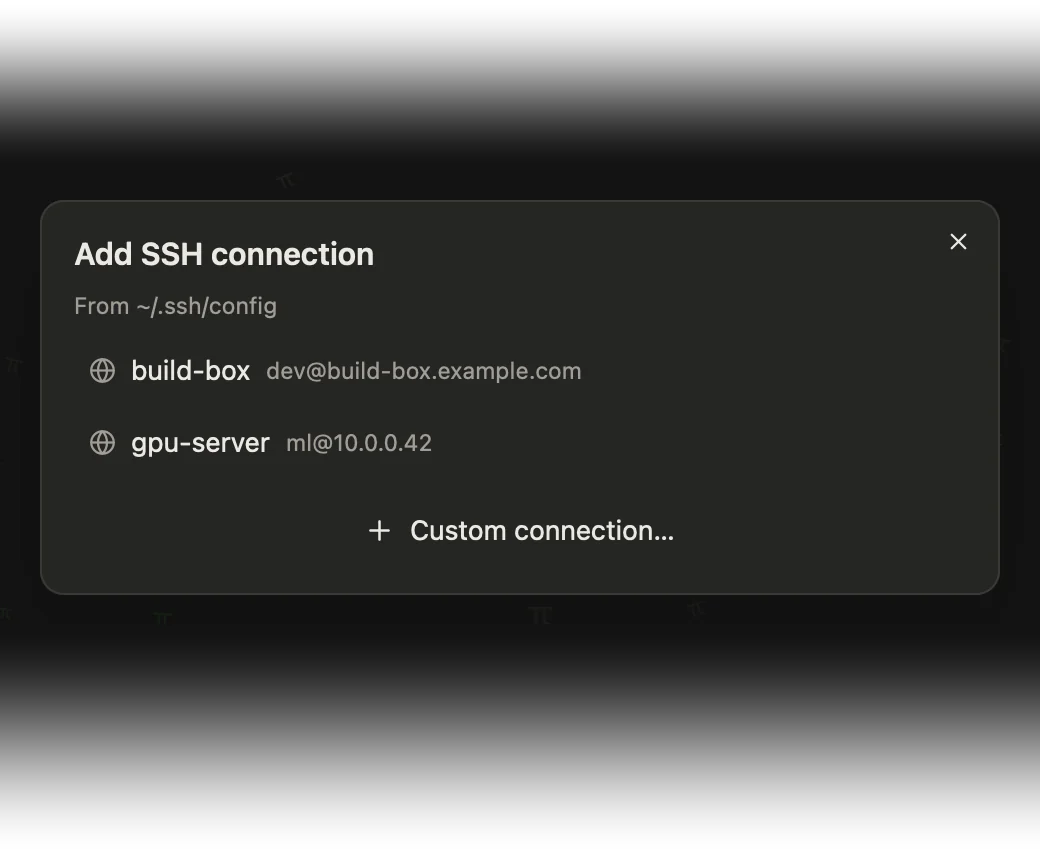 Add SSH connection
From ~/.ssh/config
build-box dev@build-box.example.com
gpu-server ml@10.0.0.42
+ Custom connection...